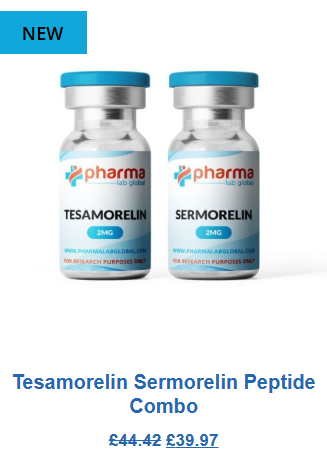 NEW
pharma
lab global
TESAMORELIN
2MG
WWW.PHARMALABGLOBAL.COM
FOR RESEARCH PURPOSES ONLY
pharma
lab global
SERMORELIN
2MG
WWW.PHARMALABGLOBAL.COM
FOR RESEARCH PURPOSES ONLY
Tesamorelin Sermorelin Peptide
Combo
£44.42 £39.97